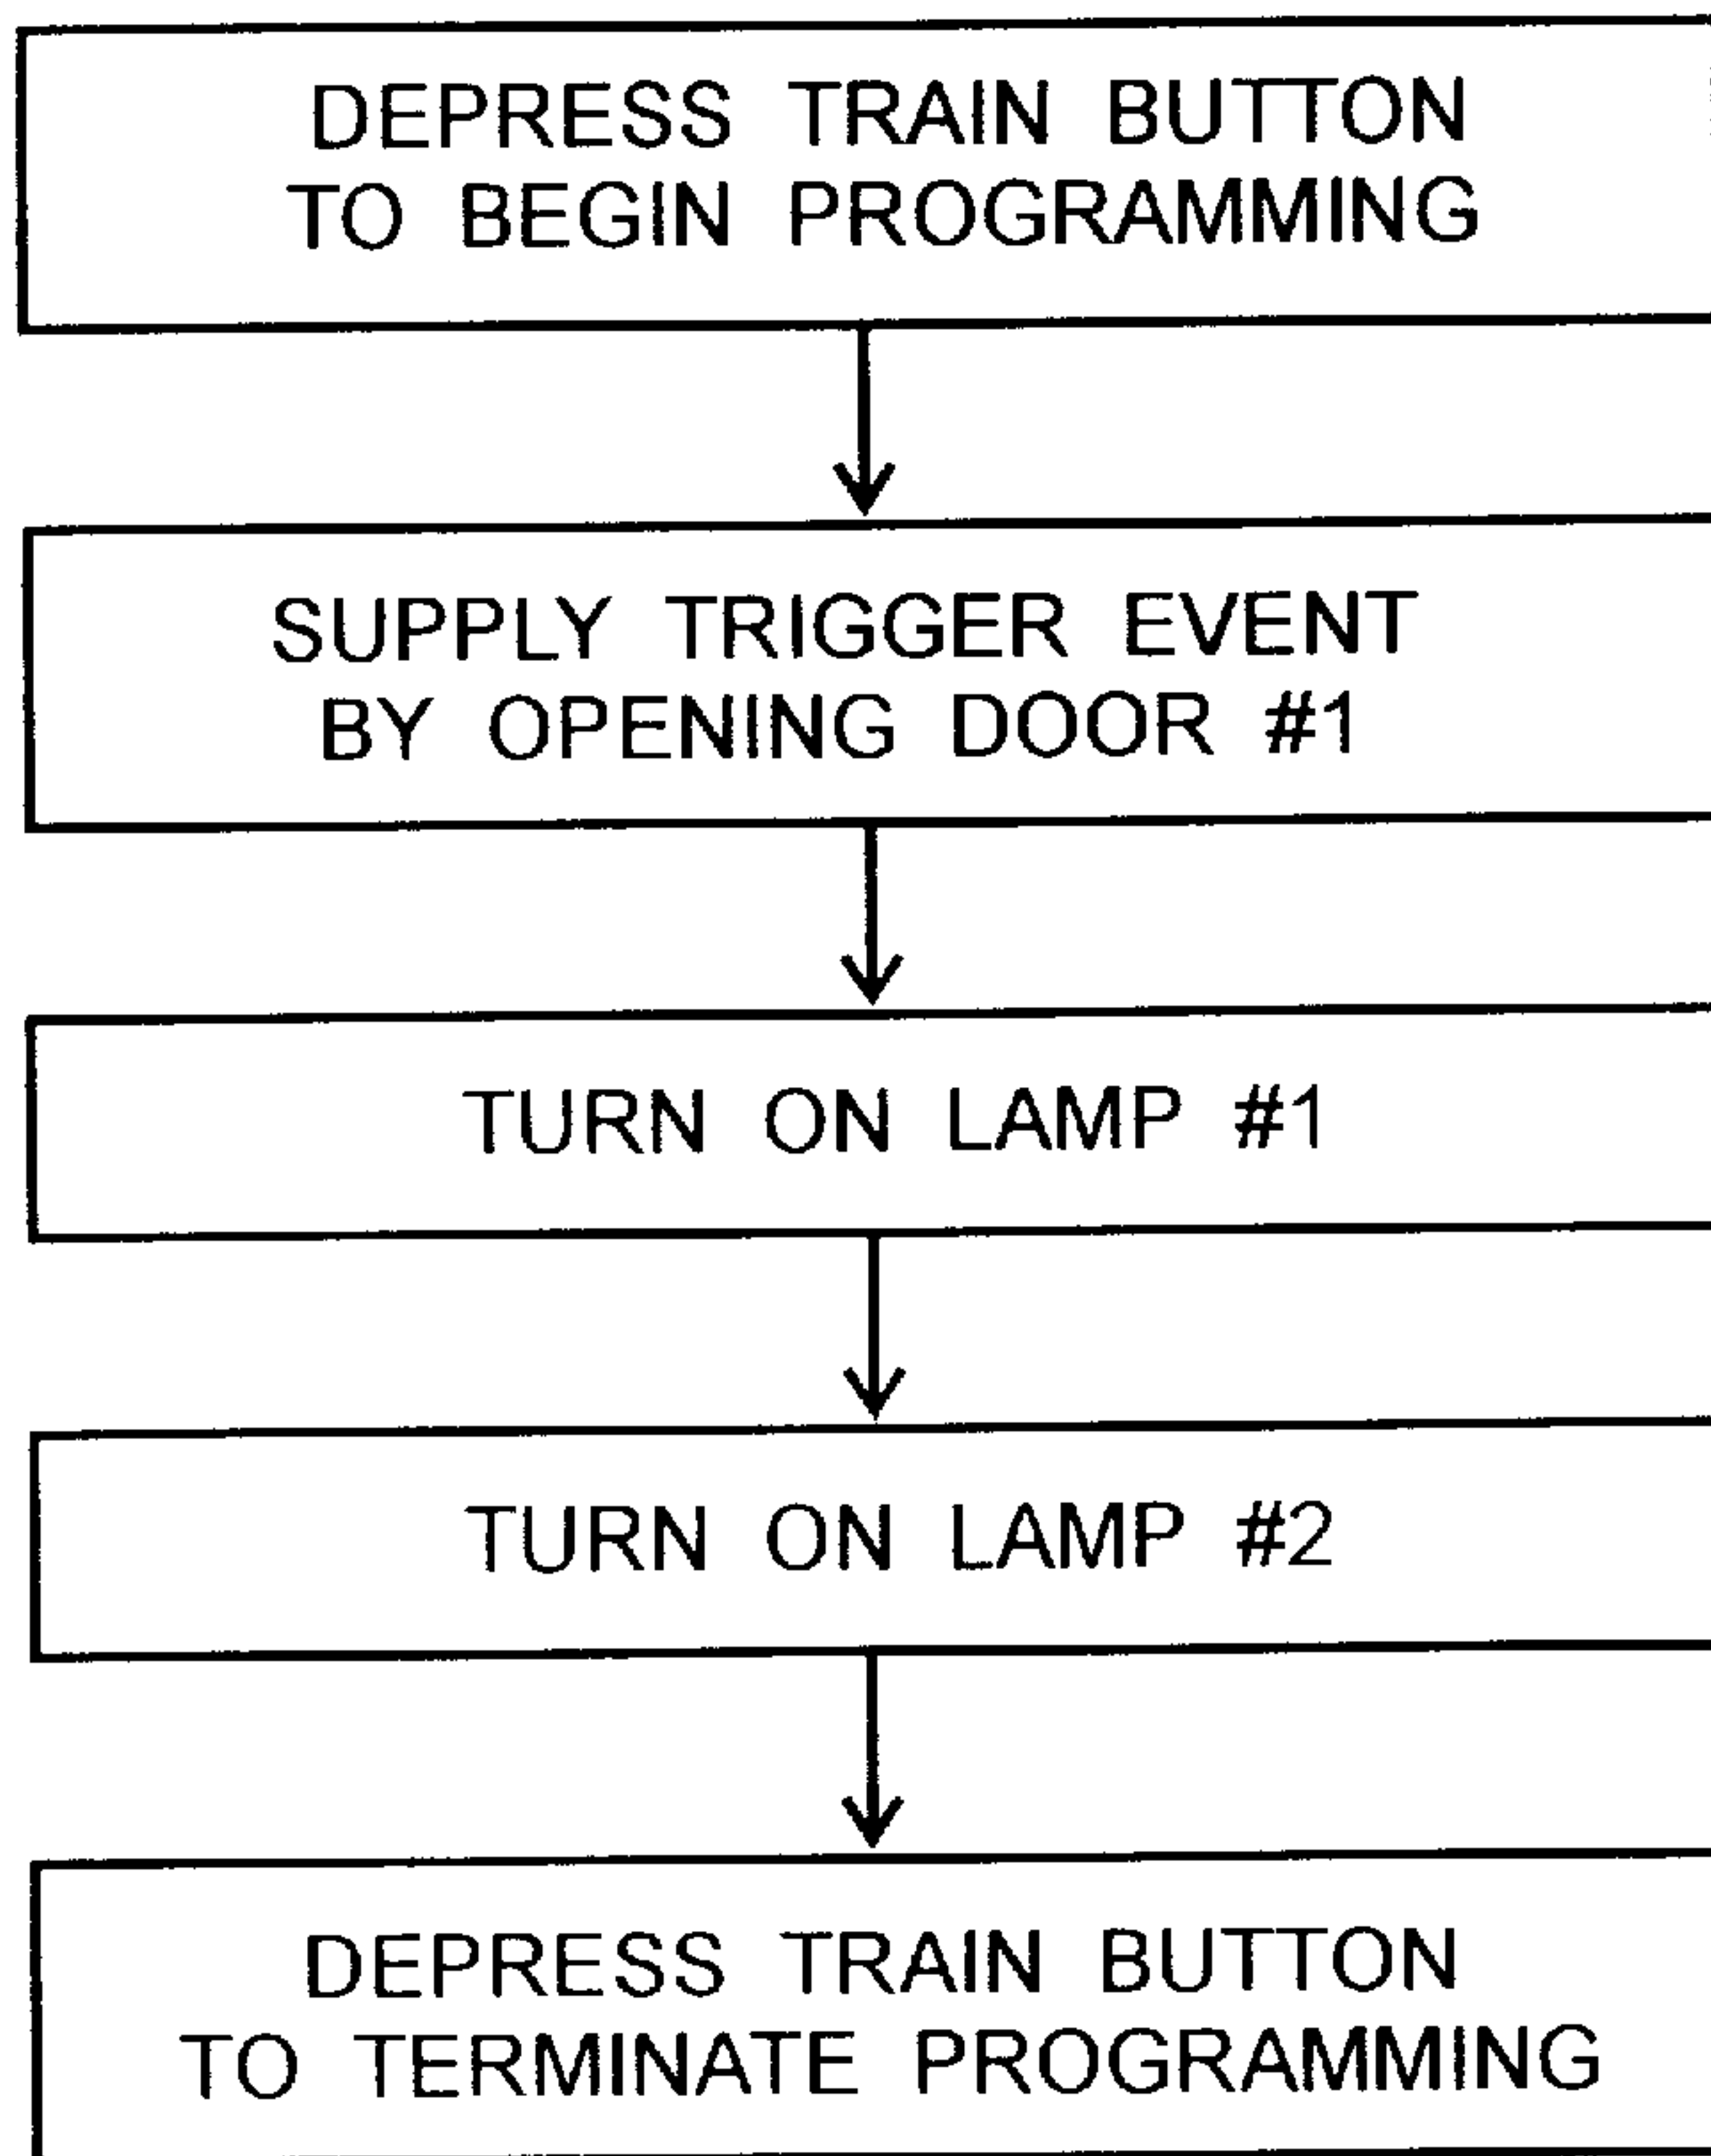 DEPRESS TRAIN BUTTON
TO BEGIN PROGRAMMING
SUPPLY TRIGGER EVENT
BY OPENING DOOR #1
TURN ON LAMP #1
TURN ON LAMP #2
DEPRESS TRAIN BUTTON
TO TERMINATE PROGRAMMING